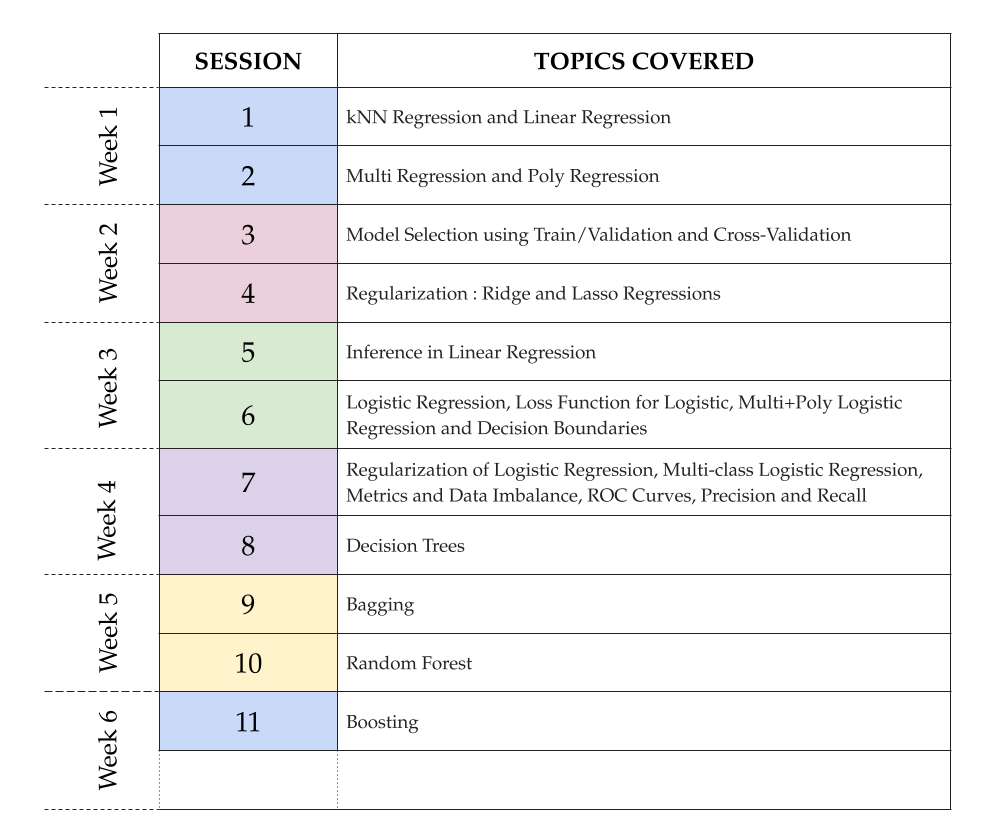 SESSION TOPICS COVERED
Week 1
1 kNN Regression and Linear Regression
2 Multi Regression and Poly Regression
Week 2
3 Model Selection using Train/Validation and Cross-Validation
4 Regularization : Ridge and Lasso Regressions
Week 3
5 Inference in Linear Regression
6 Logistic Regression, Loss Function for Logistic, Multi+Poly Logistic
Regression and Decision Boundaries
Week 4
7 Regularization of Logistic Regression, Multi-class Logistic Regression,
Metrics and Data Imbalance, ROC Curves, Precision and Recall
8 Decision Trees
Week 5
9 Bagging
10 Random Forest
Week 6
11 Boosting